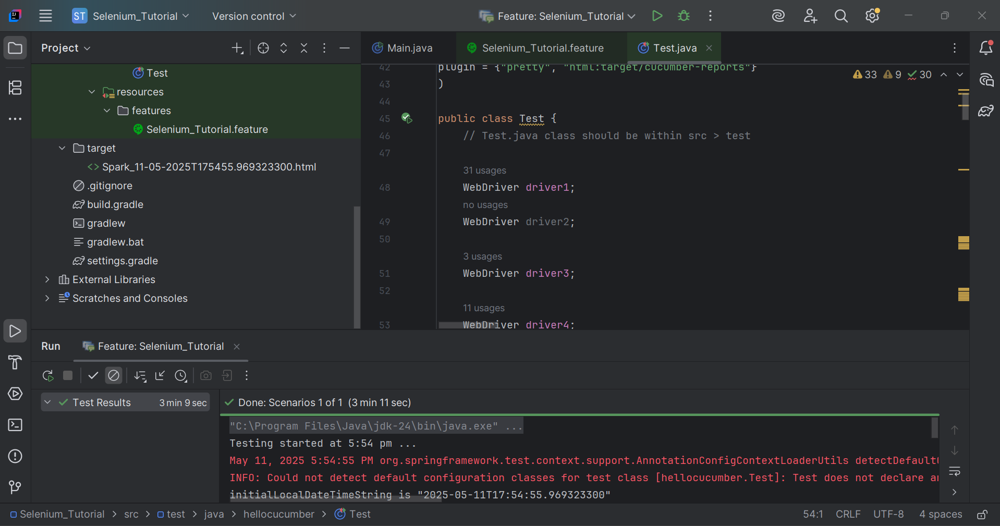 ST Selenium_Tutorial Version control Feature: Selenium_Tutorial
Project
Test
resources
features
Selenium_Tutorial.feature
target
Spark_11-05-2025T175455.969323300.html
.gitignore
build.gradle
gradlew
gradlew.bat
settings.gradle
External Libraries
Scratches and Consoles
Main.java Selenium_Tutorial.feature Test.java
33 9 30
42 plugin = {"pretty", "html:target/cucumber-reports"}
43 )
44
45 public class Test {
46 // Test.java class should be within src > test
47
31 usages
48 WebDriver driver1;
no usages
49 WebDriver driver2;
50
3 usages
51 WebDriver driver3;
52
11 usages
53 WebDriver driver4;
Run Feature: Selenium_Tutorial
Test Results 3 min 9 sec
Done: Scenarios 1 of 1 (3 min 11 sec)
"C:\Program Files\Java\jdk-24\bin\java.exe" ...
Testing started at 5:54 pm ...
May 11, 2025 5:54:55 PM org.springframework.test.context.support.AnnotationConfigContextLoaderUtils detectDefault
INFO: Could not detect default configuration classes for test class [hellocucumber.Test]: Test does not declare
initialLocalDateTimeString is "2025-05-11T17:54:55.969323300"
Selenium_Tutorial > src > test > java > hellocucumber > Test
54:1 CRLF UTF-8 4 spaces